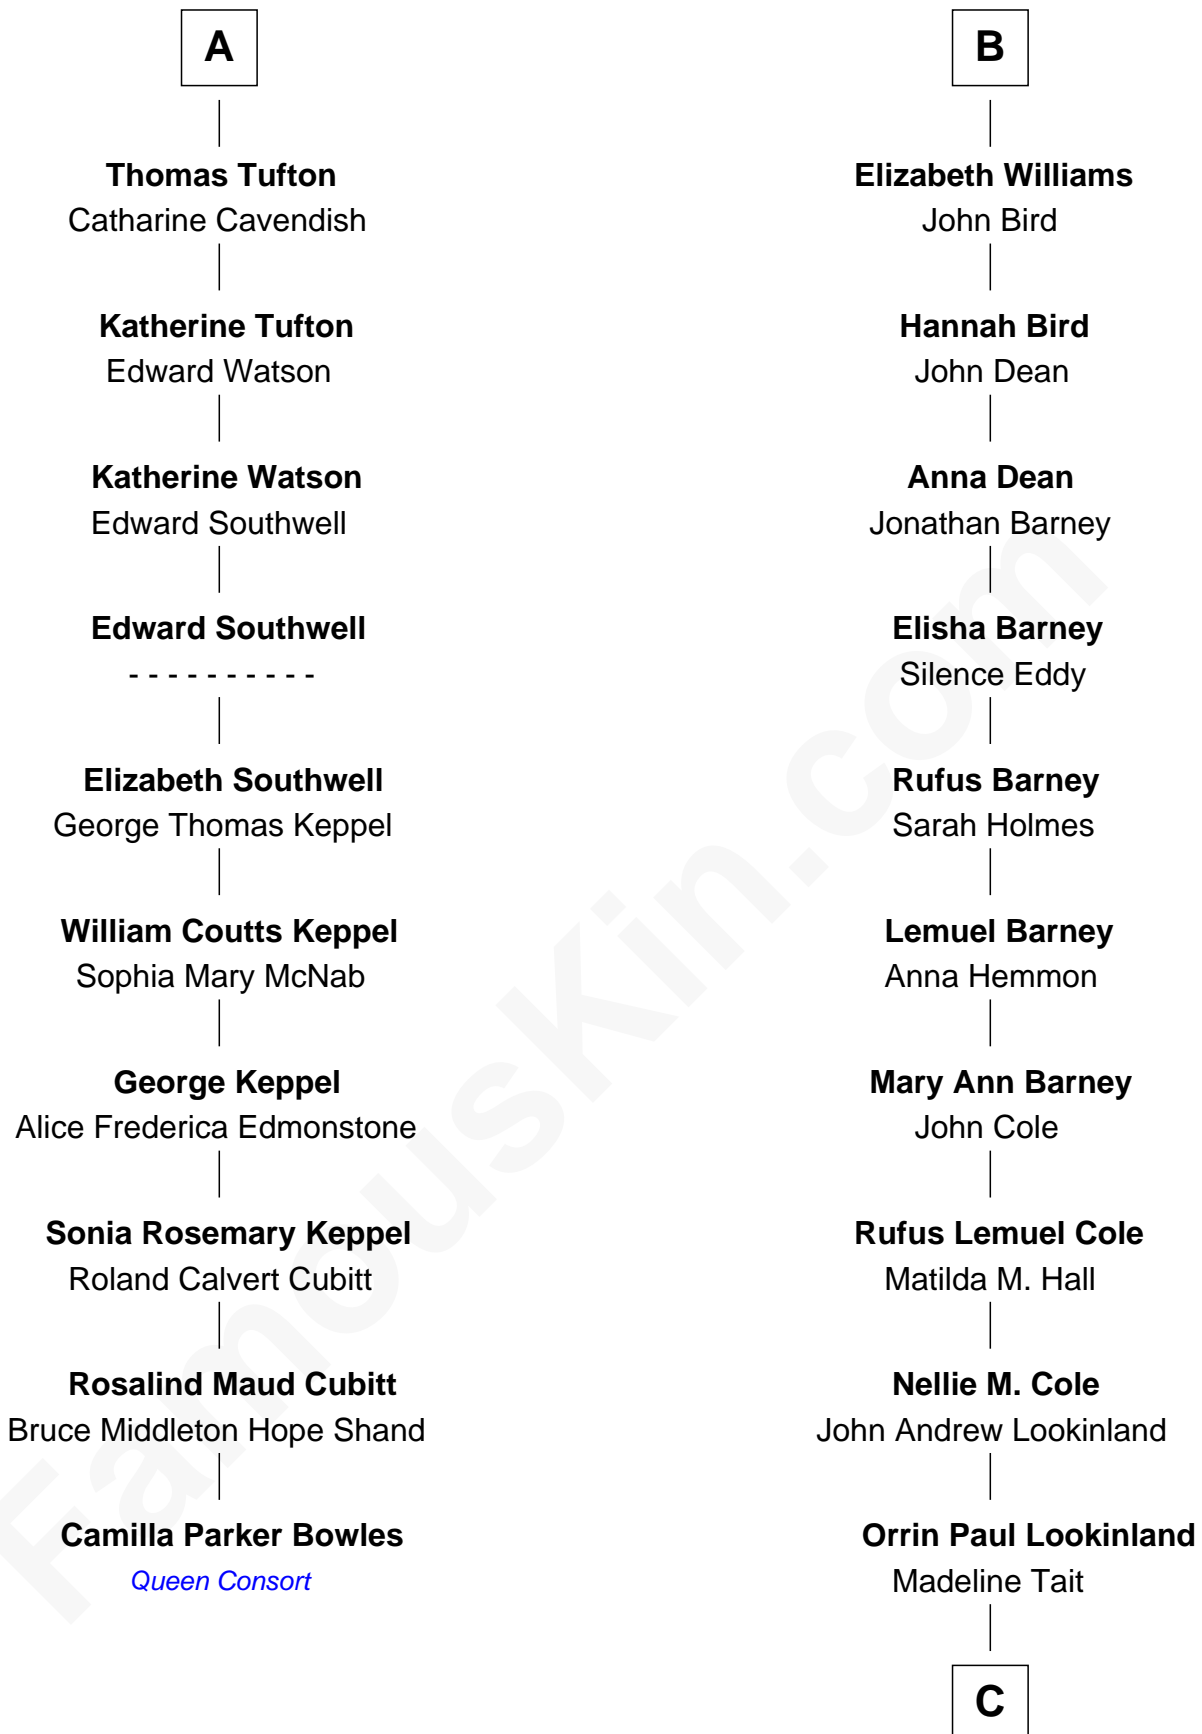 A
Thomas Tufton
Catharine Cavendish
Katherine Tufton
Edward Watson
Katherine Watson
Edward Southwell
Edward Southwell
- - - - - - - - - -
Elizabeth Southwell
George Thomas Keppel
William Coutts Keppel
Sophia Mary McNab
George Keppel
Alice Frederica Edmonstone
Sonia Rosemary Keppel
Roland Calvert Cubitt
Rosalind Maud Cubitt
Bruce Middleton Hope Shand
Camilla Parker Bowles
Queen Consort
B
Elizabeth Williams
John Bird
Hannah Bird
John Dean
Anna Dean
Jonathan Barney
Elisha Barney
Silence Eddy
Rufus Barney
Sarah Holmes
Lemuel Barney
Anna Hemmon
Mary Ann Barney
John Cole
Rufus Lemuel Cole
Matilda M. Hall
Nellie M. Cole
John Andrew Lookinland
Orrin Paul Lookinland
Madeline Tait
C
FamousKin.com